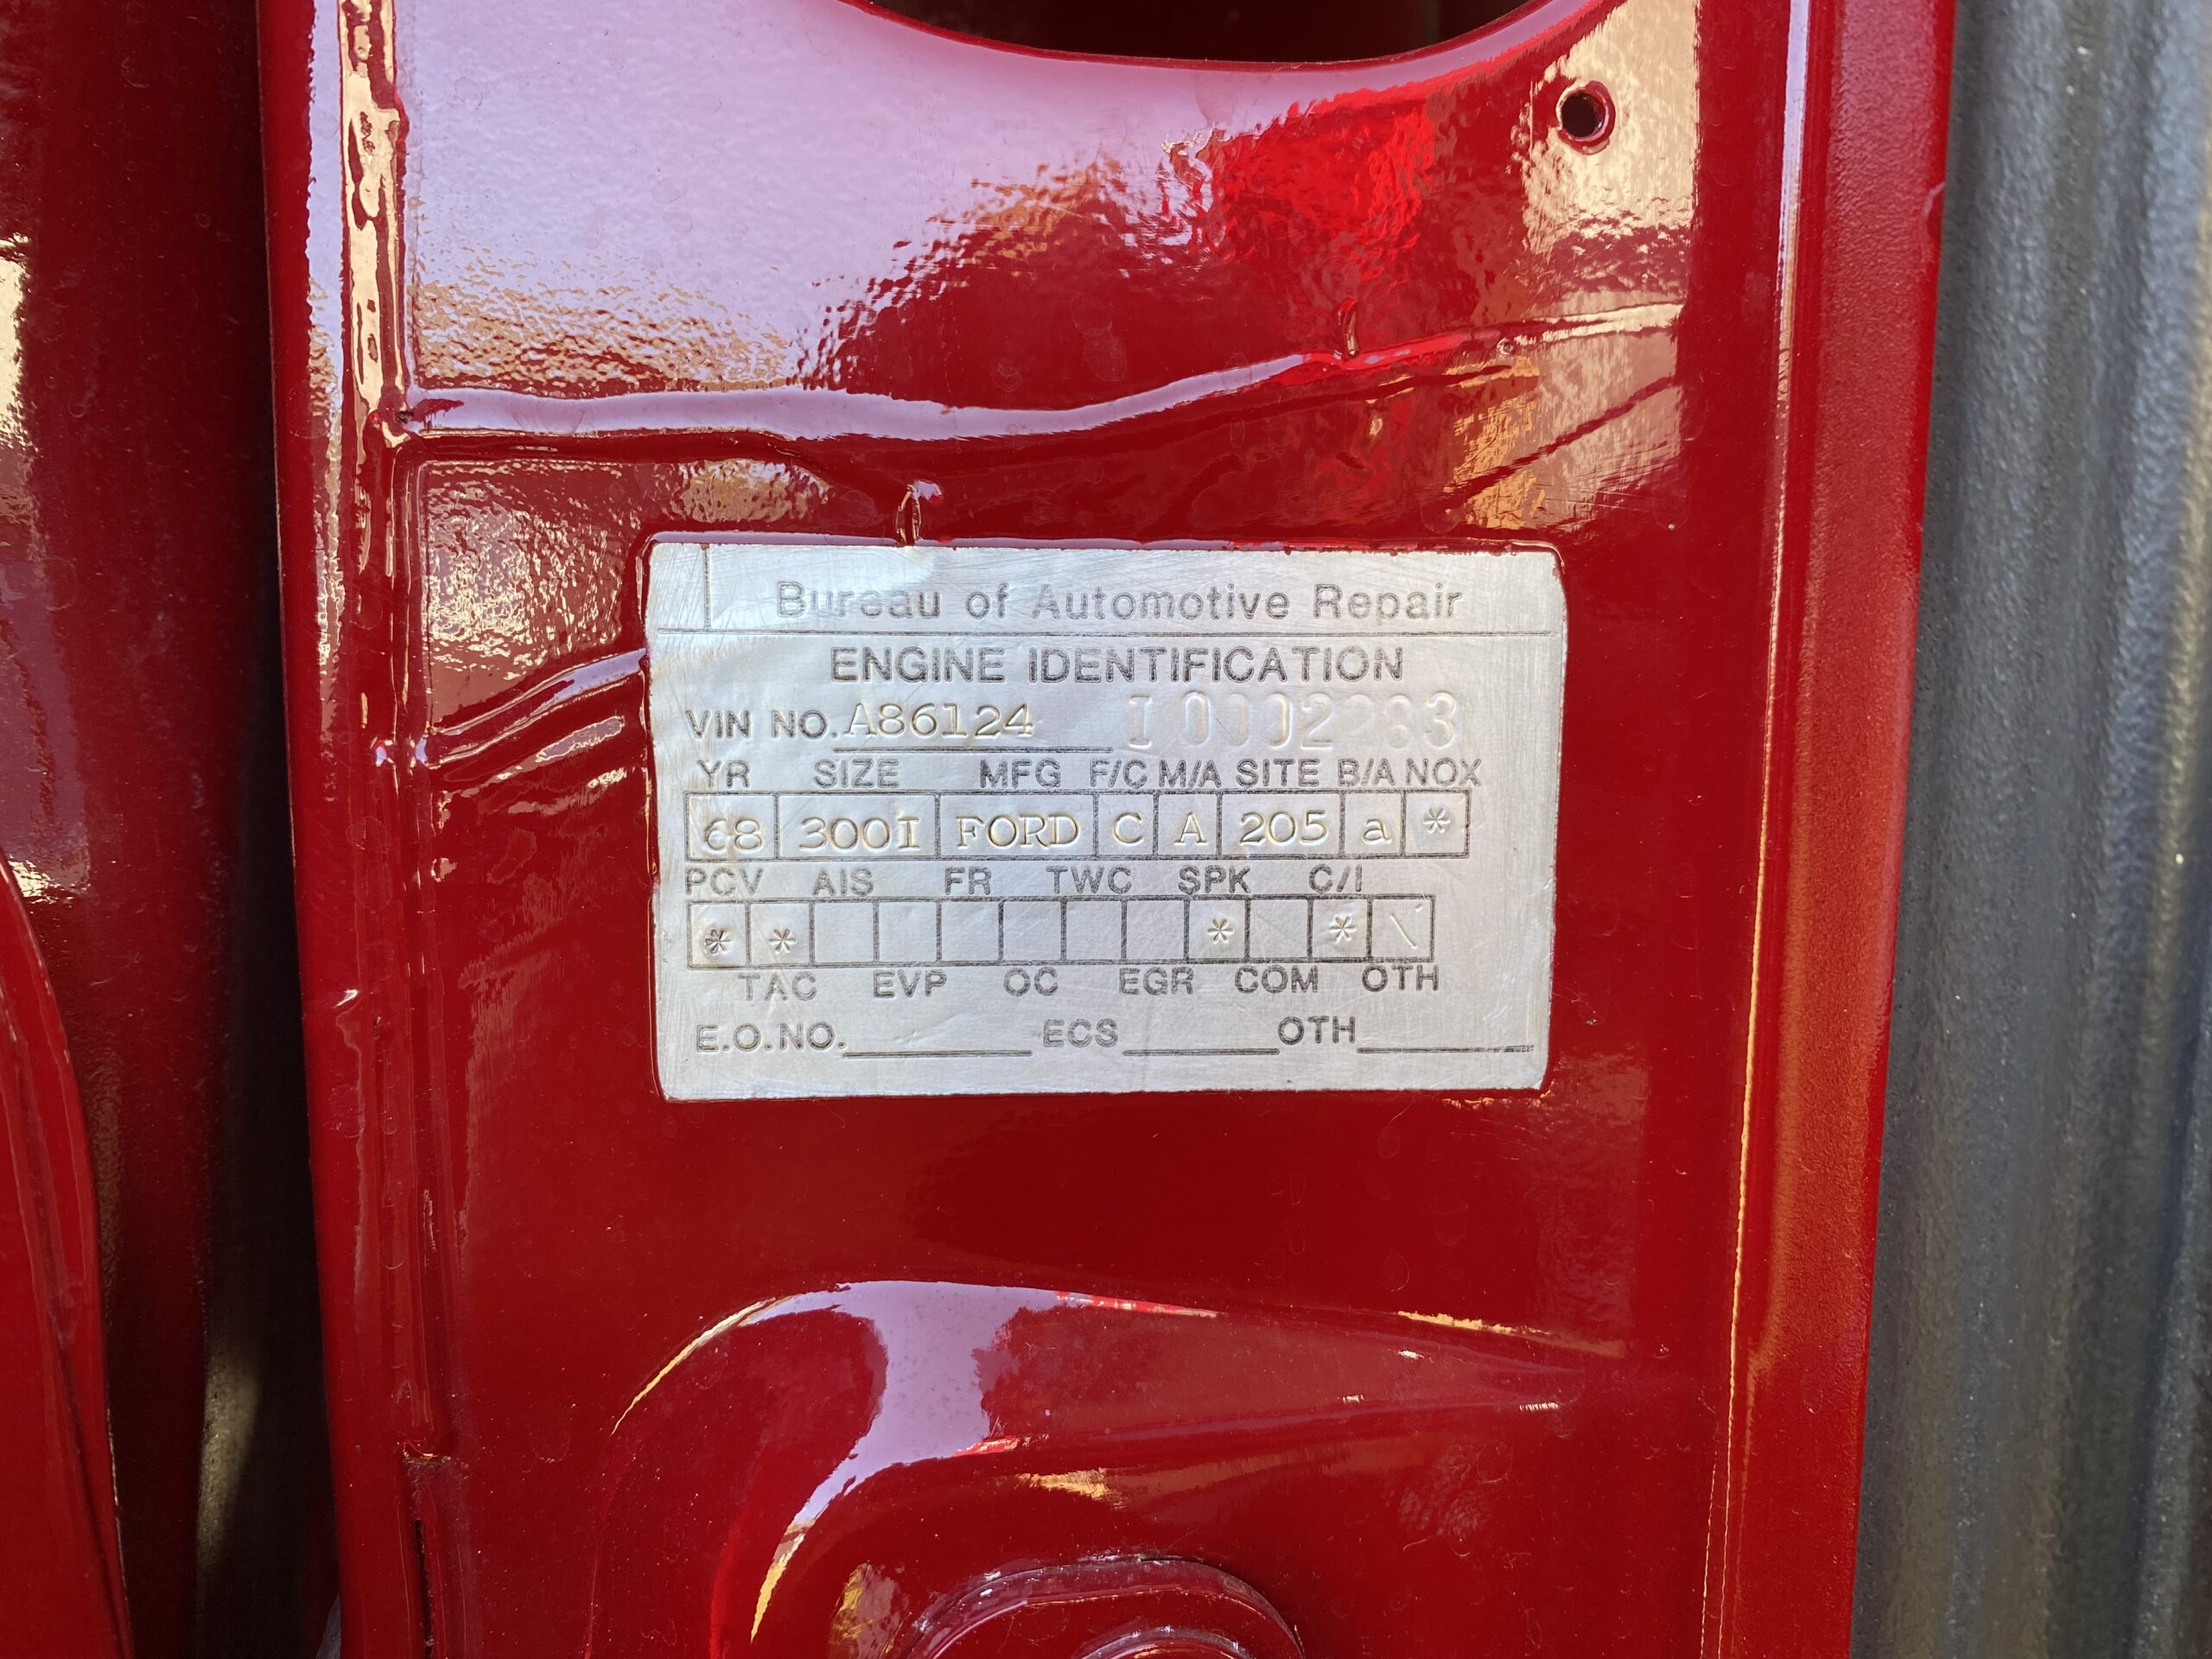 Bureau of Automotive Repair
ENGINE IDENTIFICATION
VIN NO. A86124
YR SIZE MFG F/C M/A SITE B/A NOX
68 300I FORD C A 205 a *
PCV AIS FR TWC SPK C/I
* * * * \
TAC EVP OC EGR COM OTH
E.O.NO. ECS OTH